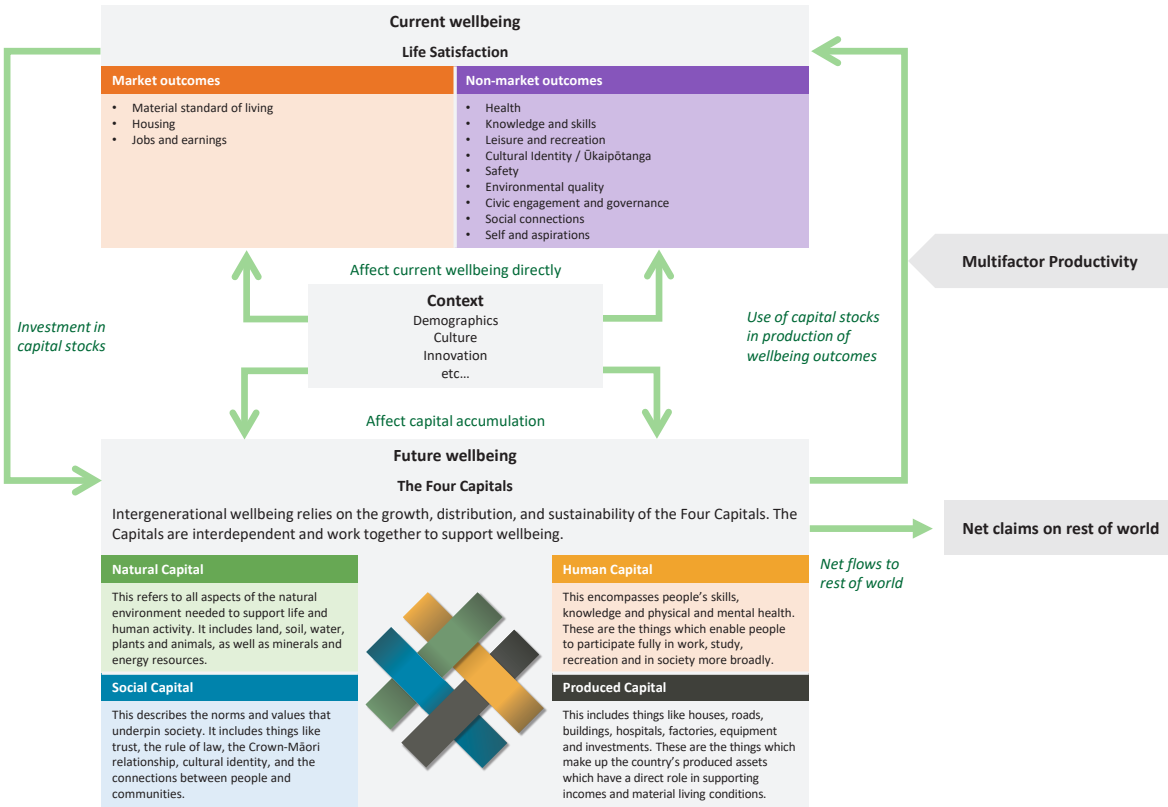 Current wellbeing
Life Satisfaction
Market outcomes
• Material standard of living
• Housing
• Jobs and earnings
Non-market outcomes
• Health
• Knowledge and skills
• Leisure and recreation
• Cultural Identity / Ūkaipōtanga
• Safety
• Environmental quality
• Civic engagement and governance
• Social connections
• Self and aspirations
Affect current wellbeing directly
Context
Demographics
Culture
Innovation
etc…
Affect capital accumulation
Investment in
capital stocks
Use of capital stocks
in production of
wellbeing outcomes
Multifactor Productivity
Future wellbeing
The Four Capitals
Intergenerational wellbeing relies on the growth, distribution, and sustainability of the Four Capitals. The
Capitals are interdependent and work together to support wellbeing.
Net claims on rest of world
Net flows to
rest of world
Natural Capital
This refers to all aspects of the natural
environment needed to support life and
human activity. It includes land, soil, water,
plants and animals, as well as minerals and
energy resources.
Human Capital
This encompasses people’s skills,
knowledge and physical and mental health.
These are the things which enable people
to participate fully in work, study,
recreation and in society more broadly.
Social Capital
This describes the norms and values that
underpin society. It includes things like
trust, the rule of law, the Crown-Māori
relationship, cultural identity, and the
connections between people and
communities.
Produced Capital
This includes things like houses, roads,
buildings, hospitals, factories, equipment
and investments. These are the things which
make up the country’s produced assets
which have a direct role in supporting
incomes and material living conditions.